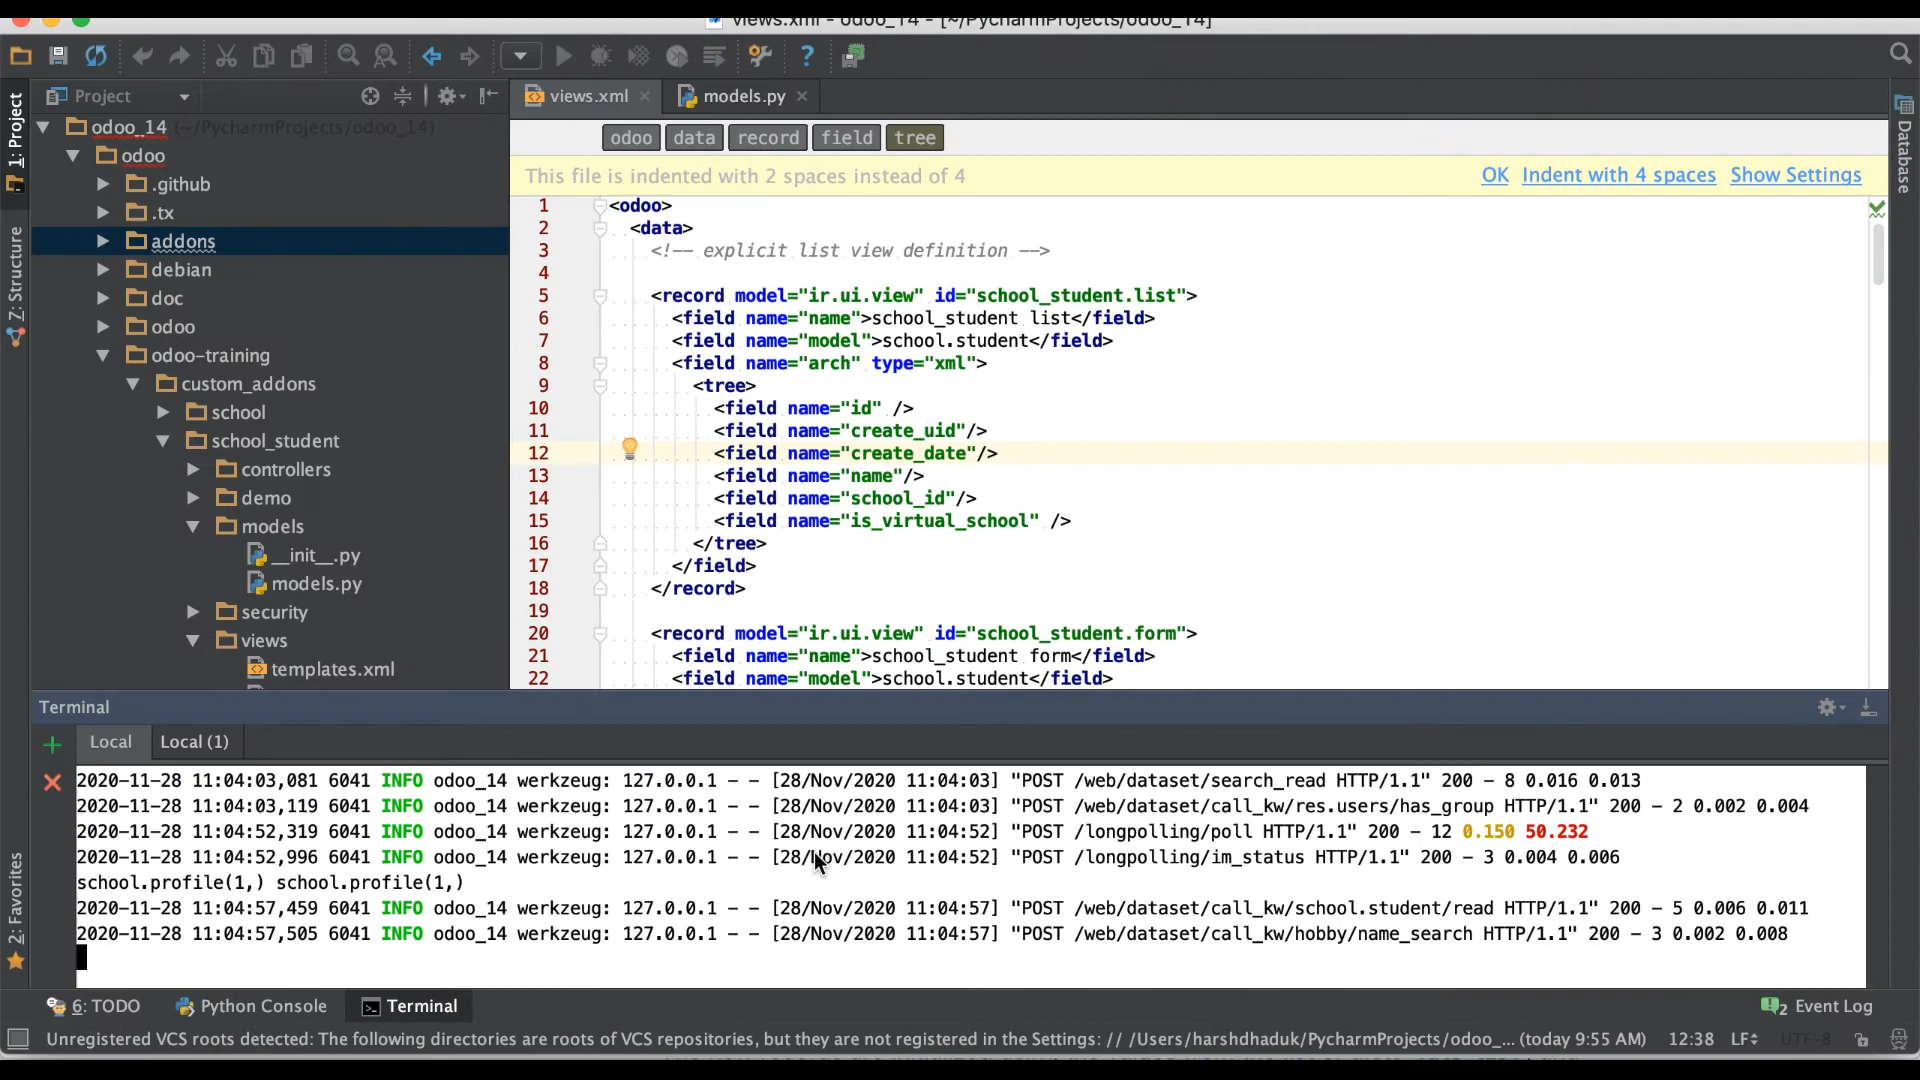 views.xml - odoo_14 - [~/PycharmProjects/odoo_14]
1: Project
Z: Structure
2: Favorites
Database
Project
odoo_14 (~/PycharmProjects/odoo_14)
odoo
.github
.tx
addons
debian
doc
odoo
odoo-training
custom_addons
school
school_student
controllers
demo
models
__init__.py
models.py
security
views
templates.xml
views.xml
models.py
odoo data record field tree
This file is indented with 2 spaces instead of 4
OK Indent with 4 spaces Show Settings
1 <odoo>
2 <data>
3 <!-- explicit list view definition -->
4
5 <record model="ir.ui.view" id="school_student.list">
6 <field name="name">school_student list</field>
7 <field name="model">school.student</field>
8 <field name="arch" type="xml">
9 <tree>
10 <field name="id" />
11 <field name="create_uid"/>
12 <field name="create_date"/>
13 <field name="name"/>
14 <field name="school_id"/>
15 <field name="is_virtual_school" />
16 </tree>
17 </field>
18 </record>
19
20 <record model="ir.ui.view" id="school_student.form">
21 <field name="name">school_student form</field>
22 <field name="model">school.student</field>
Terminal
Local Local (1)
2020-11-28 11:04:03,081 6041 INFO odoo_14 werkzeug: 127.0.0.1 - - [28/Nov/2020 11:04:03] "POST /web/dataset/search_read HTTP/1.1" 200 - 8 0.016 0.013
2020-11-28 11:04:03,119 6041 INFO odoo_14 werkzeug: 127.0.0.1 - - [28/Nov/2020 11:04:03] "POST /web/dataset/call_kw/res.users/has_group HTTP/1.1" 200 - 2 0.002 0.004
2020-11-28 11:04:52,319 6041 INFO odoo_14 werkzeug: 127.0.0.1 - - [28/Nov/2020 11:04:52] "POST /longpolling/poll HTTP/1.1" 200 - 12 0.150 50.232
2020-11-28 11:04:52,996 6041 INFO odoo_14 werkzeug: 127.0.0.1 - - [28/Nov/2020 11:04:52] "POST /longpolling/im_status HTTP/1.1" 200 - 3 0.004 0.006
school.profile(1,) school.profile(1,)
2020-11-28 11:04:57,459 6041 INFO odoo_14 werkzeug: 127.0.0.1 - - [28/Nov/2020 11:04:57] "POST /web/dataset/call_kw/school.student/read HTTP/1.1" 200 - 5 0.006 0.011
2020-11-28 11:04:57,505 6041 INFO odoo_14 werkzeug: 127.0.0.1 - - [28/Nov/2020 11:04:57] "POST /web/dataset/call_kw/hobby/name_search HTTP/1.1" 200 - 3 0.002 0.008
6: TODO Python Console Terminal 2 Event Log
Unregistered VCS roots detected: The following directories are roots of VCS repositories, but they are not registered in the Settings: // /Users/harshdhaduk/PycharmProjects/odoo_... (today 9:55 AM) 12:38 LF UTF-8